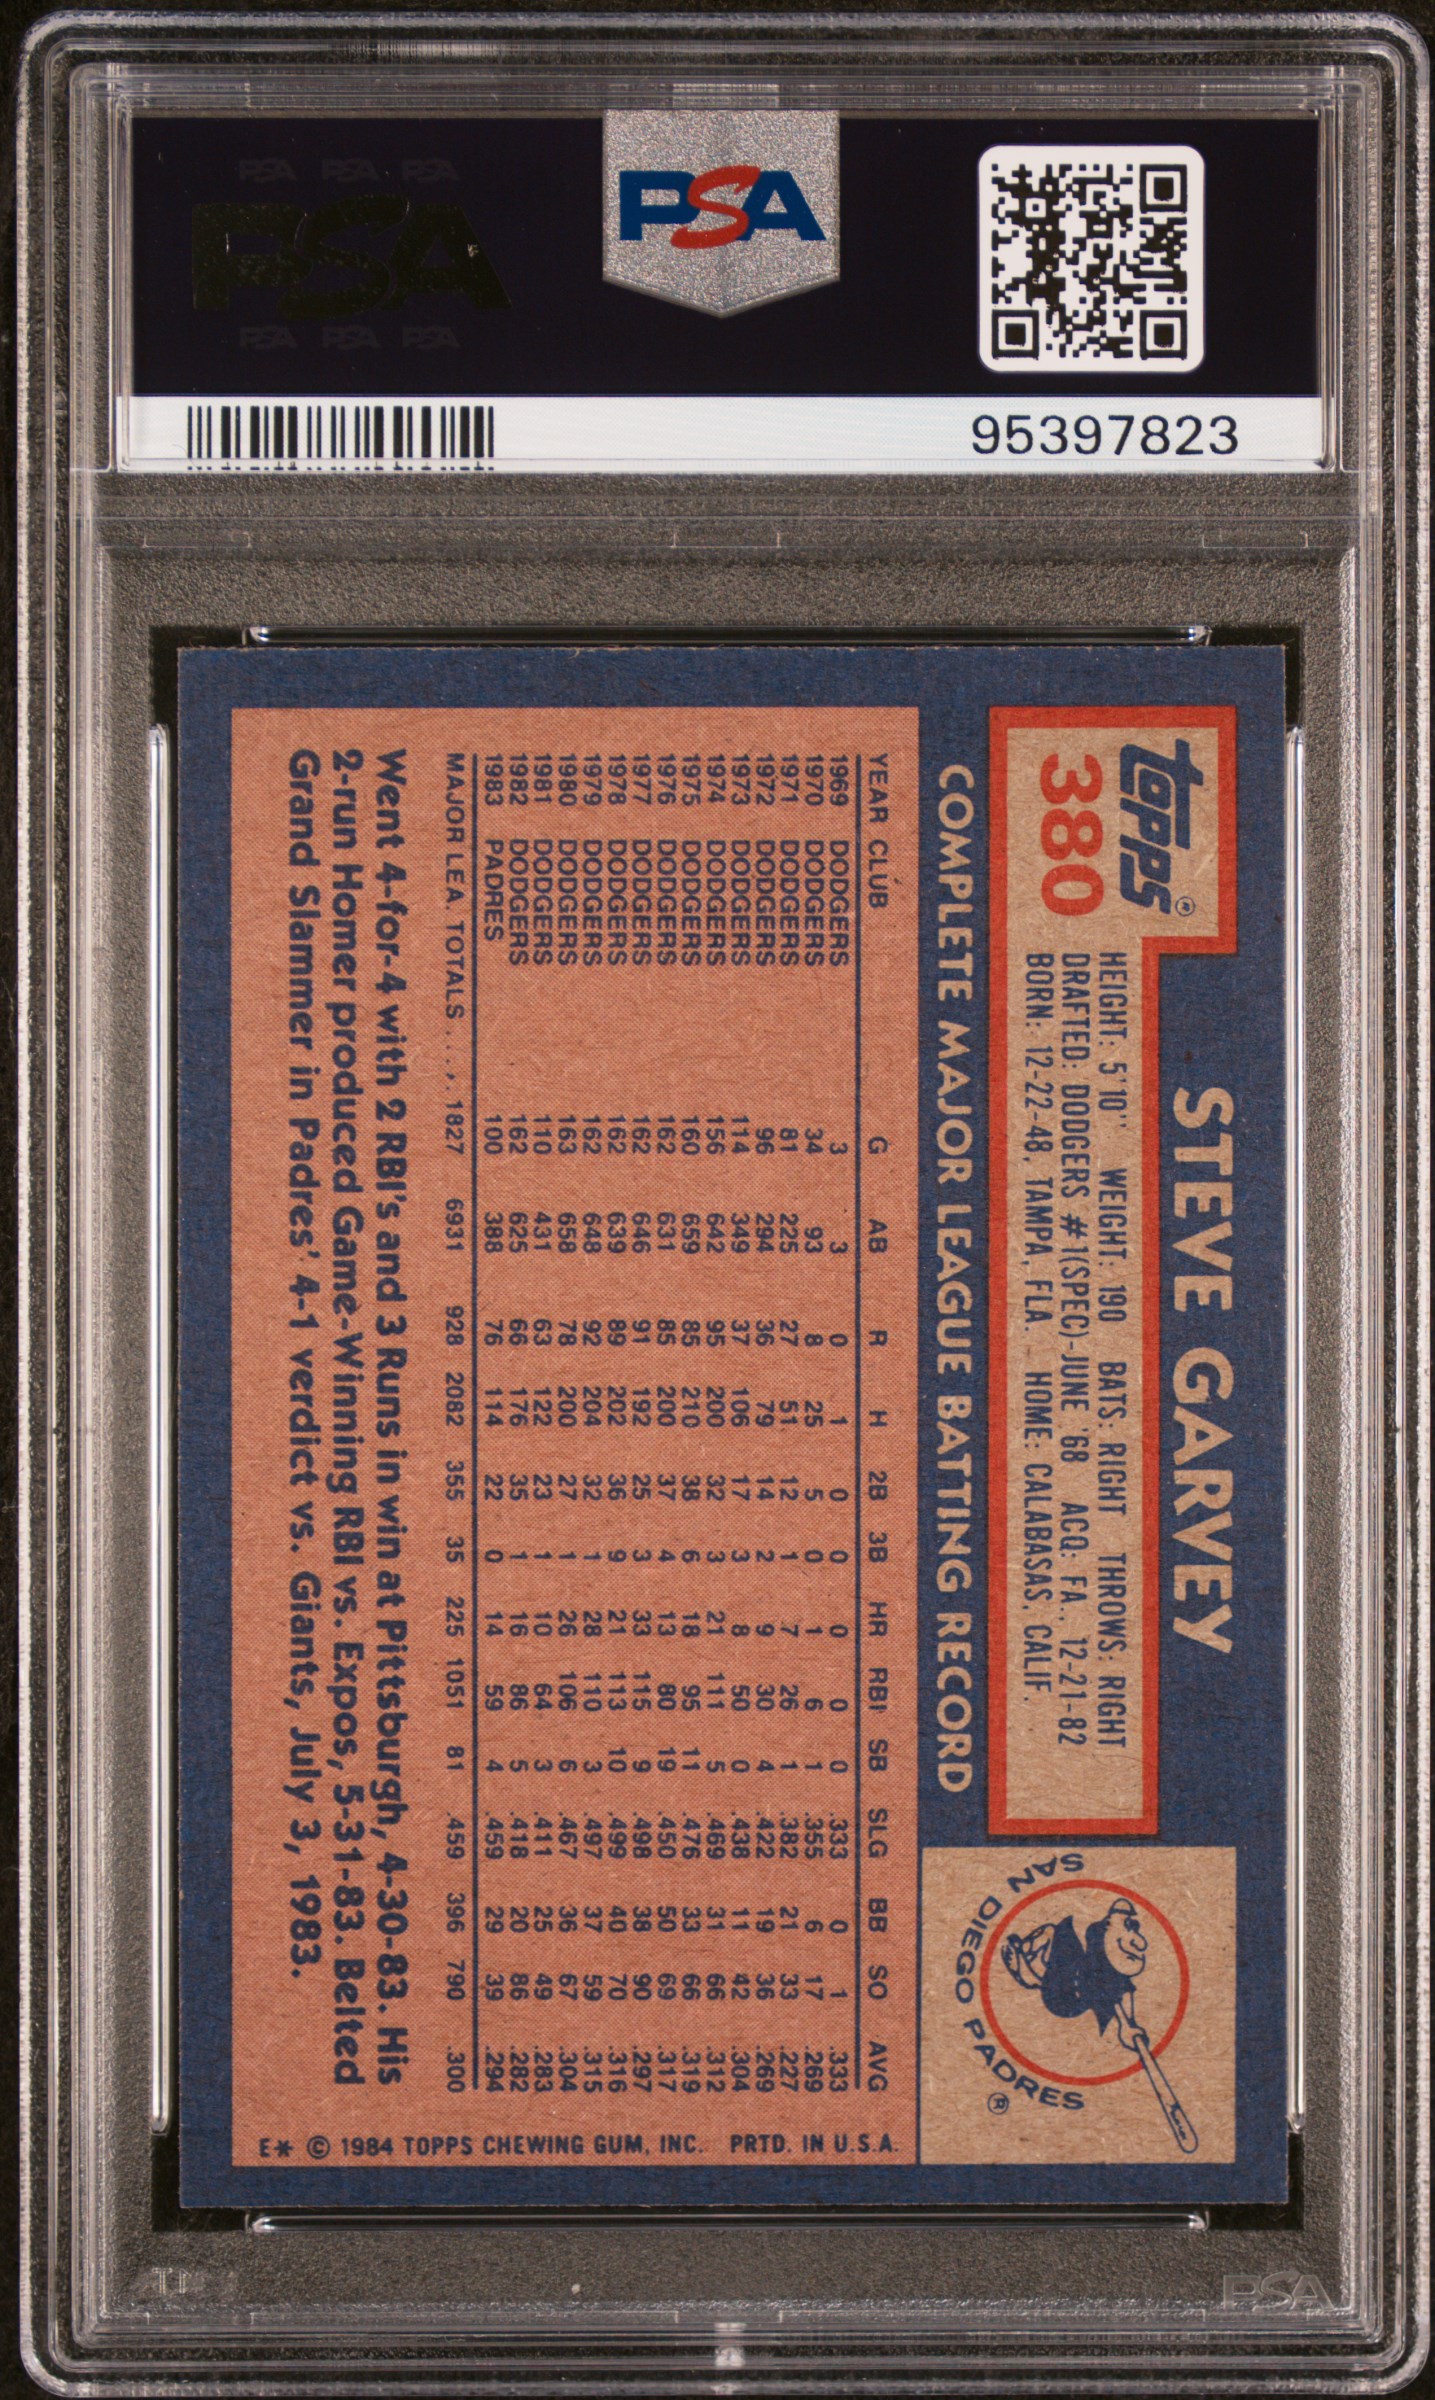 PSA PSA PSA
PSA
PSA PSA PSA
PSA
95397823
topps®
380
STEVE GARVEY
HEIGHT: 5'10" WEIGHT: 190 BATS: RIGHT THROWS: RIGHT
DRAFTED: DODGERS #1(SPEC)-JUNE '68 ACQ: FA., 12-21-82
BORN: 12-22-48, TAMPA, FLA. HOME: CALABASAS, CALIF.
SAN DIEGO PADRES ®
COMPLETE MAJOR LEAGUE BATTING RECORD
YEAR CLUB G AB R H 2B 3B HR RBI SB SLG BB SO AVG
1969 DODGERS 3 3 0 1 0 0 0 0 0 .333 0 1 .333
1970 DODGERS 34 93 8 25 5 0 1 6 1 .355 6 17 .269
1971 DODGERS 81 225 27 51 12 1 7 26 1 .382 21 33 .227
1972 DODGERS 96 294 36 79 14 2 9 30 4 .422 19 36 .269
1973 DODGERS 114 349 37 106 17 3 8 50 0 .438 11 42 .304
1974 DODGERS 156 642 95 200 32 3 21 111 5 .469 31 66 .312
1975 DODGERS 160 659 85 210 38 6 18 95 11 .476 33 66 .319
1976 DODGERS 162 631 85 200 37 4 13 80 19 .450 50 69 .317
1977 DODGERS 162 646 91 192 25 3 33 115 9 .498 38 90 .297
1978 DODGERS 162 639 89 202 36 9 21 113 10 .499 40 70 .316
1979 DODGERS 162 648 92 204 32 1 28 110 3 .497 37 59 .315
1980 DODGERS 163 658 78 200 27 1 26 106 6 .467 36 67 .304
1981 DODGERS 110 431 63 122 23 1 10 64 3 .411 25 49 .283
1982 DODGERS 162 625 66 176 35 1 16 86 5 .418 20 86 .282
1983 PADRES 100 388 76 114 22 0 14 59 4 .459 29 39 .294
MAJOR LEA. TOTALS ..... 1827 6931 928 2082 355 35 225 1051 81 .459 396 790 .300
Went 4-for-4 with 2 RBI's and 3 Runs in win at Pittsburgh, 4-30-83. His
2-run Homer produced Game-Winning RBI vs. Expos, 5-31-83. Belted
Grand Slammer in Padres' 4-1 verdict vs. Giants, July 3, 1983.
E* © 1984 TOPPS CHEWING GUM, INC. PRTD. IN U.S.A.
PSA